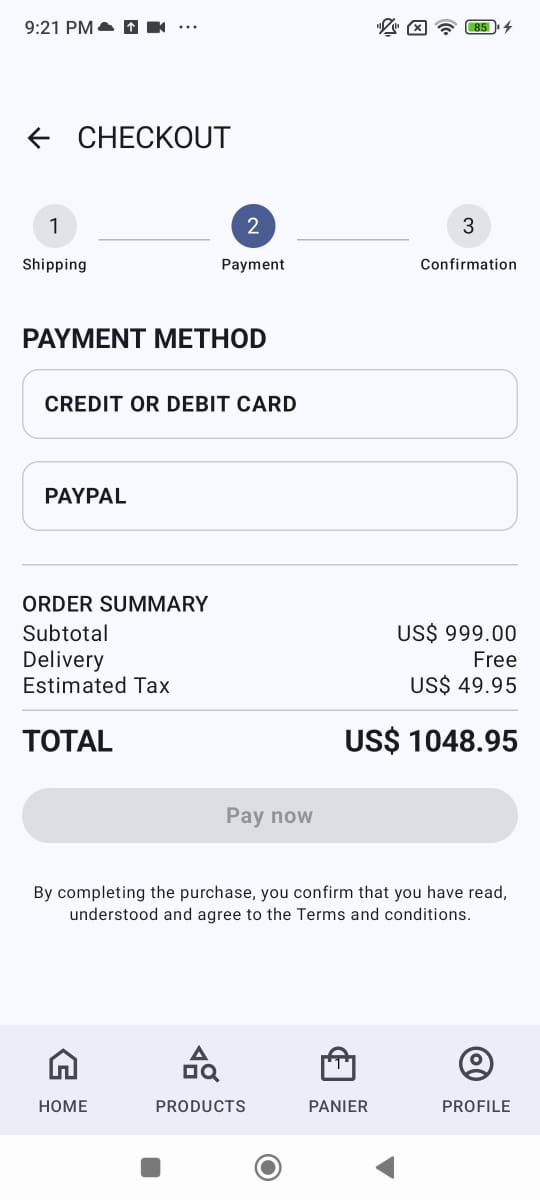 9:21 PM
85
CHECKOUT
1
2
3
Shipping
Payment
Confirmation
PAYMENT METHOD
CREDIT OR DEBIT CARD
PAYPAL
ORDER SUMMARY
Subtotal US$ 999.00
Delivery Free
Estimated Tax US$ 49.95
TOTAL US$ 1048.95
Pay now
By completing the purchase, you confirm that you have read,
understood and agree to the Terms and conditions.
1
HOME
PRODUCTS
PANIER
PROFILE